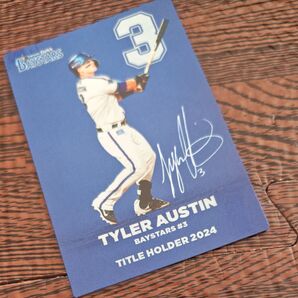 BAYSTARS
3
TYLER AUSTIN
BAYSTARS #3
TITLE HOLDER 2024